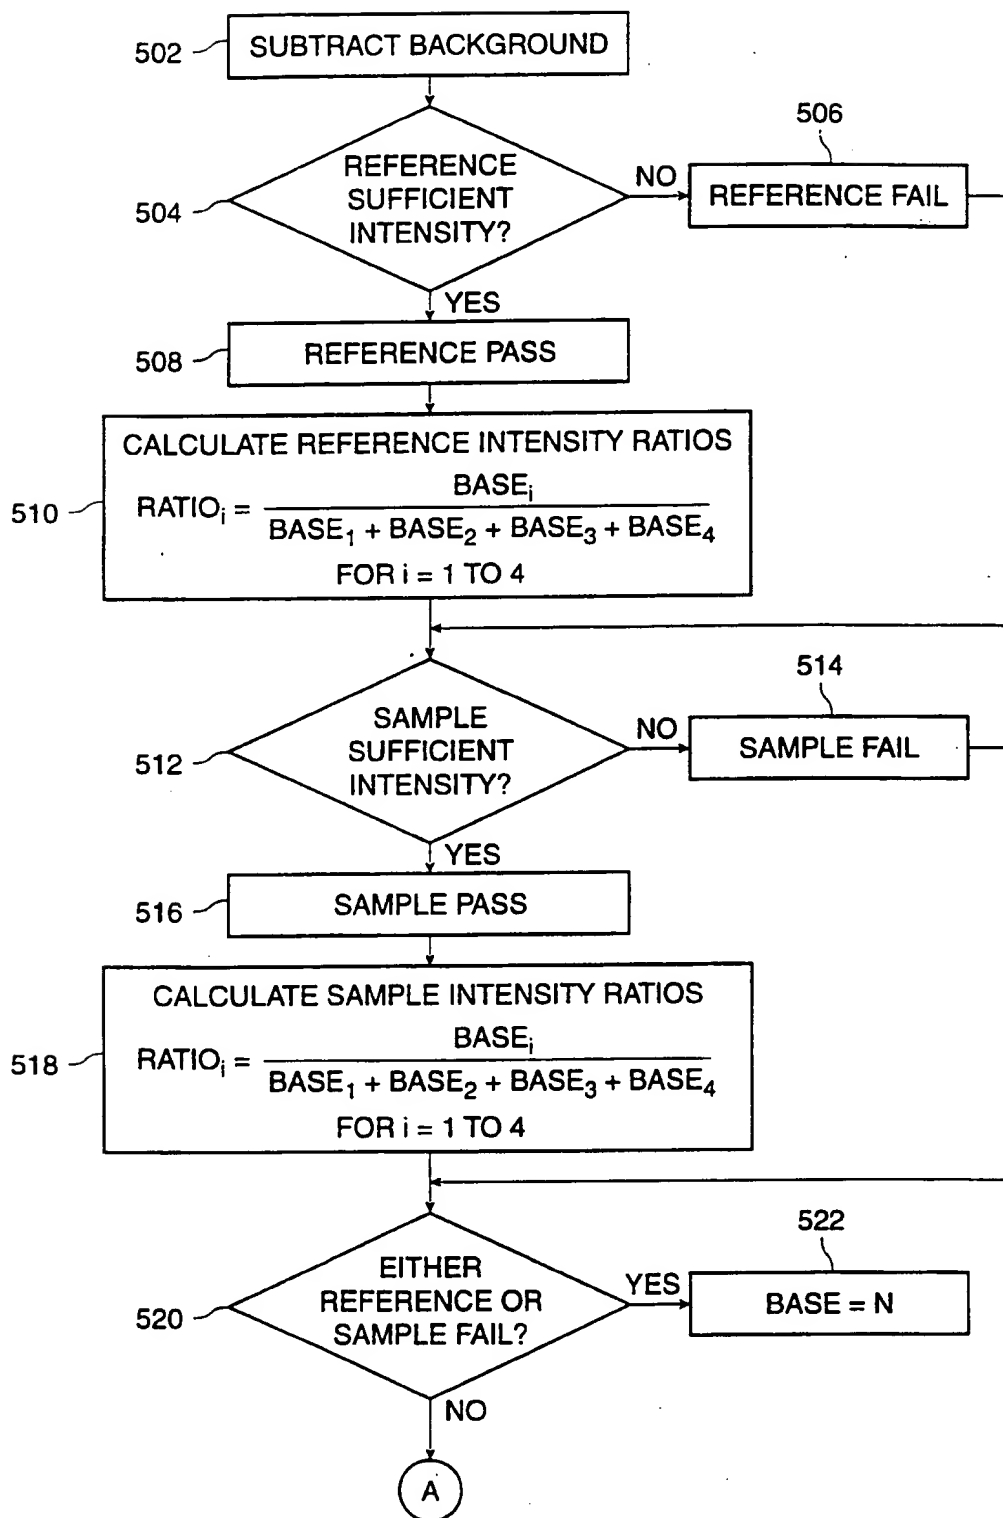 502
SUBTRACT BACKGROUND
506
504
REFERENCE
SUFFICIENT
INTENSITY?
NO
REFERENCE FAIL
YES
508
REFERENCE PASS
510
CALCULATE REFERENCE INTENSITY RATIOS
RATIOi = BASEi
BASE1 + BASE2 + BASE3 + BASE4
FOR i = 1 TO 4
514
512
SAMPLE
SUFFICIENT
INTENSITY?
NO
SAMPLE FAIL
YES
516
SAMPLE PASS
518
CALCULATE SAMPLE INTENSITY RATIOS
RATIOi = BASEi
BASE1 + BASE2 + BASE3 + BASE4
FOR i = 1 TO 4
522
520
EITHER
REFERENCE OR
SAMPLE FAIL?
YES
BASE = N
NO
A